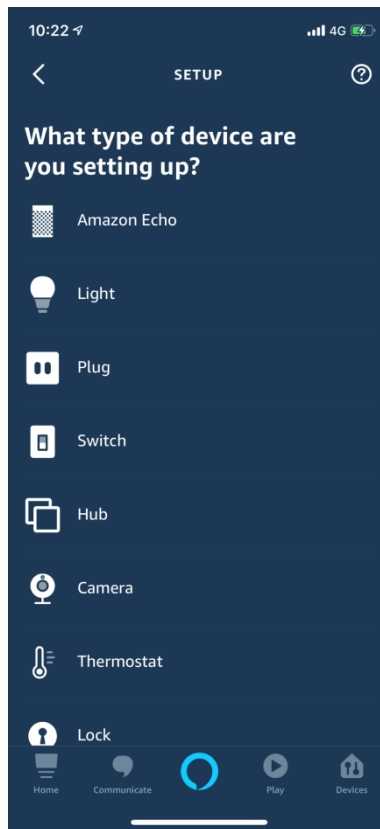 10:22 4G
SETUP
What type of device are
you setting up?
Amazon Echo
Light
Plug
Switch
Hub
Camera
Thermostat
Lock
Home Communicate Play Devices